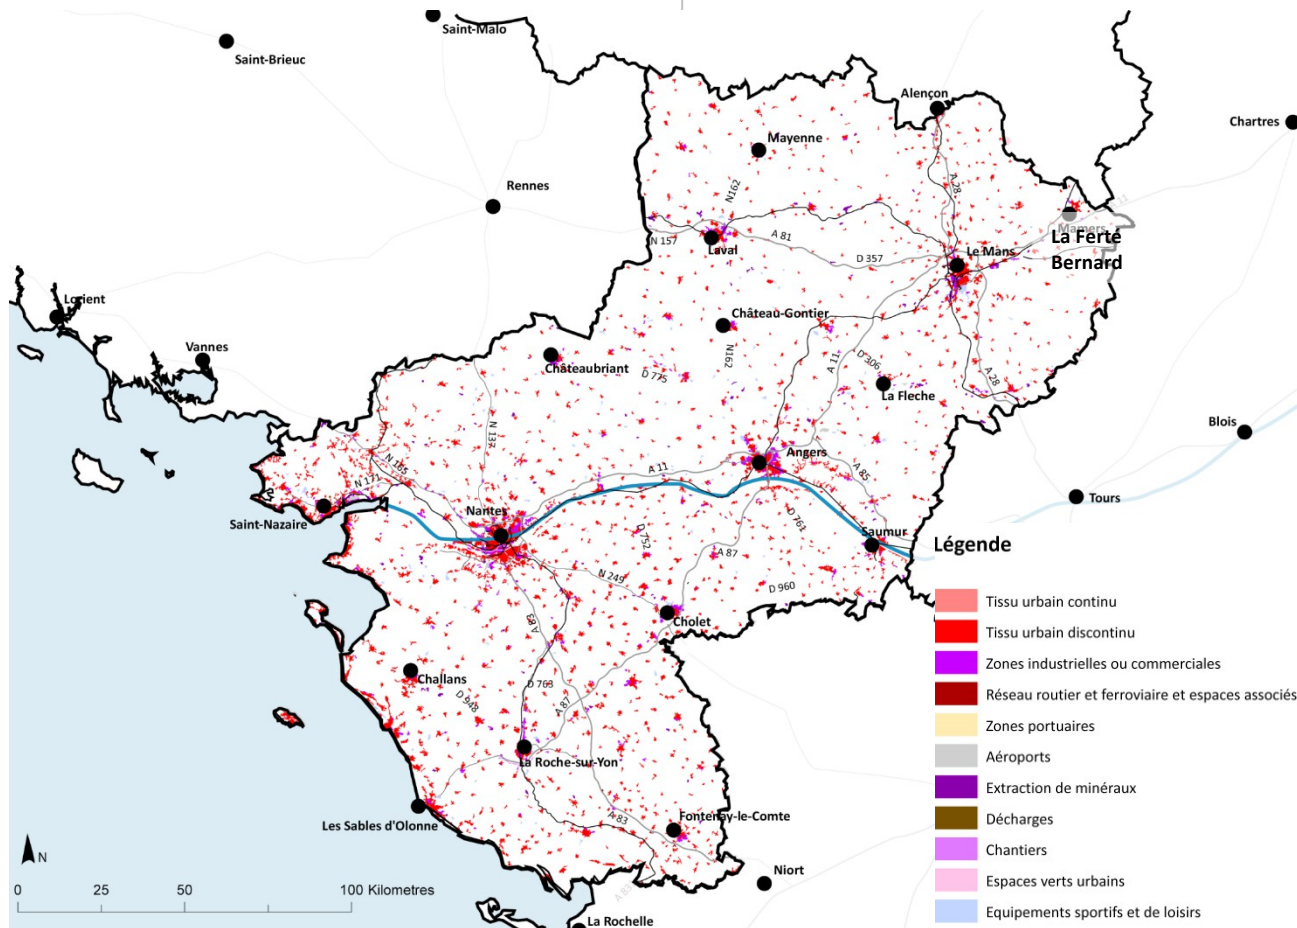 Saint-Malo
Saint-Brieuc
Alençon
Chartres
Mayenne
Rennes
N162
A 28
11
Mamers
La Ferté
Bernard
N 157
Laval
A 81
D 357
Le Mans
Lorient
Vannes
Château-Gontier
Châteaubriant
D 775
N162
A 11
D 306
La Fleche
A 28
Blois
N 137
N 165
N 171
A 11
Angers
A 85
Tours
Saint-Nazaire
Nantes
D 752
D 761
Saumur
A 87
N 249
D 960
Cholet
A 83
Challans
D 763
D 948
A 87
La Roche-sur-Yon
Les Sables d'Olonne
A 83
Fontenay-le-Comte
Niort
A 83
La Rochelle
N
0 25 50 100 Kilometres
Légende
Tissu urbain continu
Tissu urbain discontinu
Zones industrielles ou commerciales
Réseau routier et ferroviaire et espaces associés
Zones portuaires
Aéroports
Extraction de minéraux
Décharges
Chantiers
Espaces verts urbains
Equipements sportifs et de loisirs